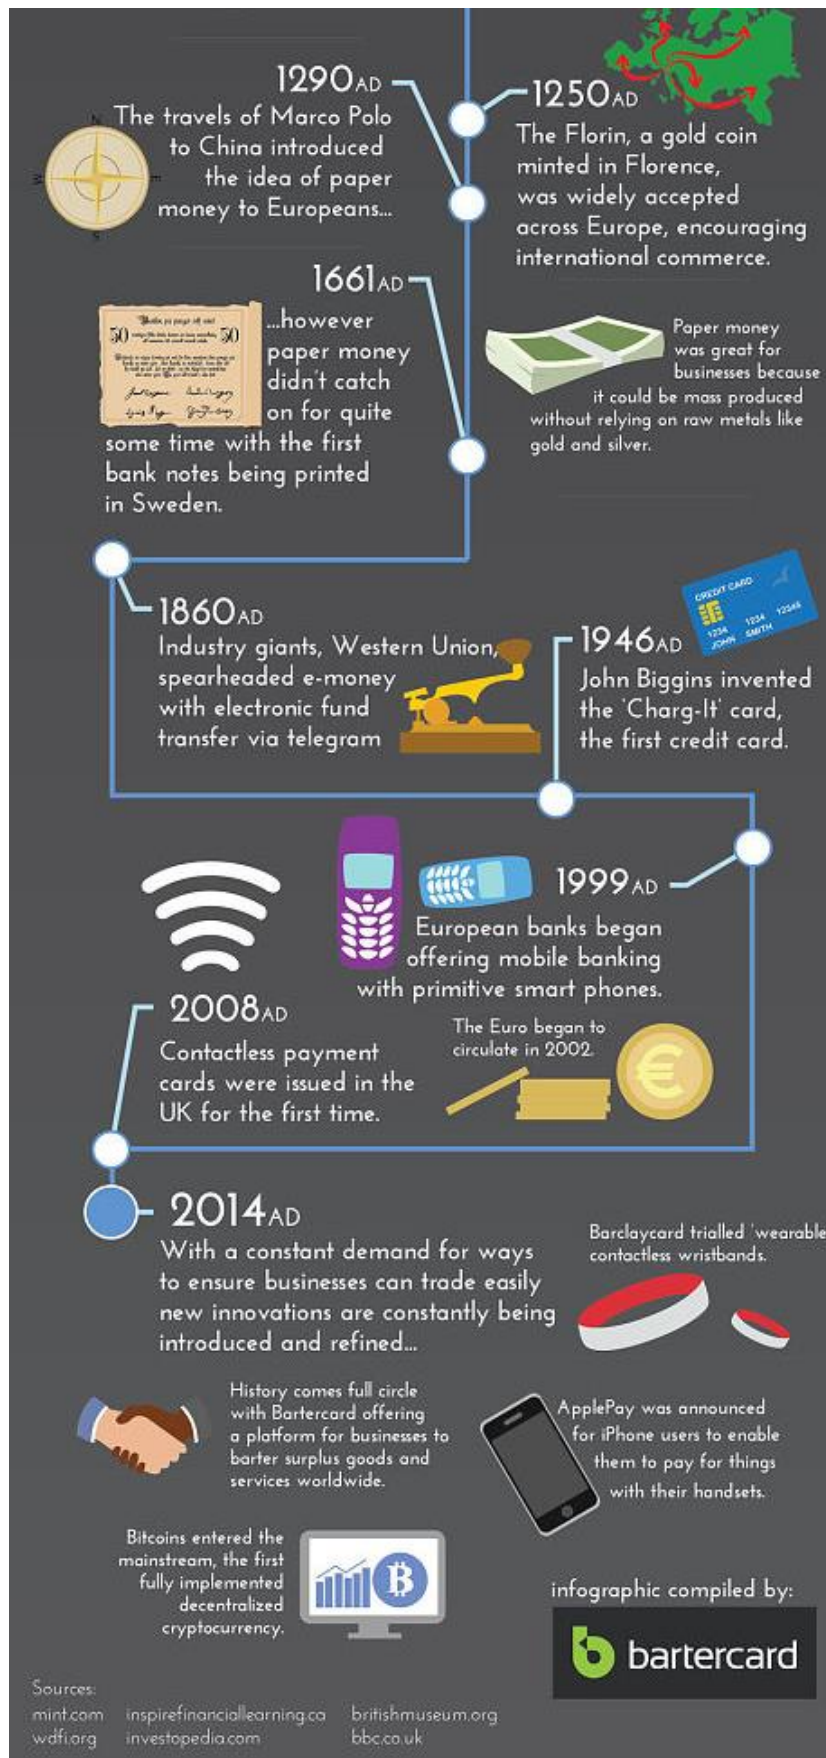 1250AD
The Florin, a gold coin
minted in Florence,
was widely accepted
across Europe, encouraging
international commerce.
1290AD
The travels of Marco Polo
to China introduced
the idea of paper
money to Europeans...
N
E
S
W
1661AD
...however
paper money
didn't catch
on for quite
some time with the first
bank notes being printed
in Sweden.
50
50
Paper money
was great for
businesses because
it could be mass produced
without relying on raw metals like
gold and silver.
1860AD
Industry giants, Western Union,
spearheaded e-money
with electronic fund
transfer via telegram
CREDIT CARD
1234 1234 12345
JOHN SMITH
1946AD
John Biggins invented
the 'Charg-It' card,
the first credit card.
1999AD
European banks began
offering mobile banking
with primitive smart phones.
The Euro began to
circulate in 2002.
€
2008AD
Contactless payment
cards were issued in the
UK for the first time.
2014AD
With a constant demand for ways
to ensure businesses can trade easily
new innovations are constantly being
introduced and refined...
Barclaycard trialled 'wearable
contactless wristbands.
History comes full circle
with Bartercard offering
a platform for businesses to
barter surplus goods and
services worldwide.
ApplePay was announced
for iPhone users to enable
them to pay for things
with their handsets.
Bitcoins entered the
mainstream, the first
fully implemented
decentralized
cryptocurrency.
infographic compiled by:
bartercard
Sources:
mint.com inspirefinanciallearning.ca britishmuseum.org
wdfi.org investopedia.com bbc.co.uk